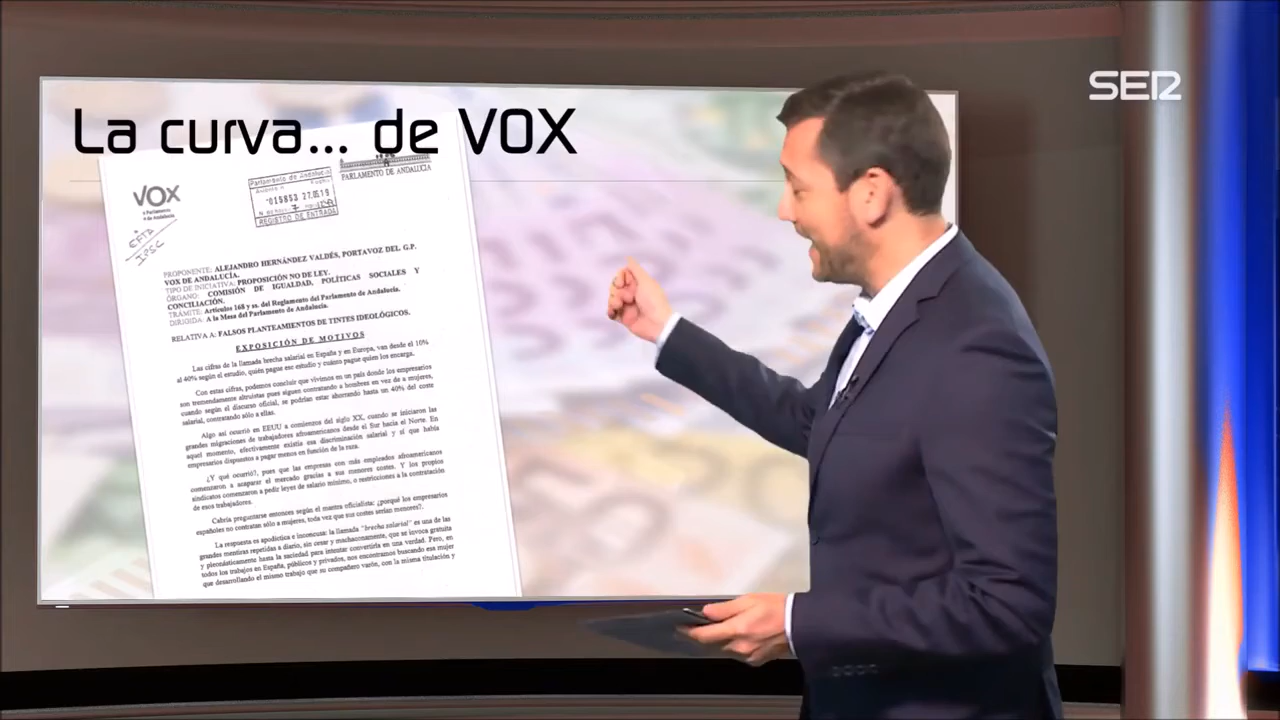 SER
La curva... de VOX
VOX
Parlamento de Andalucía
015853 27.05.19
REGISTRO DE ENTRADA
PARLAMENTO DE ANDALUCÍA
PROPONENTE: ALEJANDRO HERNÁNDEZ VALDÉS, PORTAVOZ DEL G.P.
VOX DE ANDALUCÍA.
TIPO DE INICIATIVA: PROPOSICIÓN NO DE LEY.
ÓRGANO: COMISIÓN DE IGUALDAD, POLÍTICAS SOCIALES Y
CONCILIACIÓN.
TRÁMITE: Artículos 168 y ss. del Reglamento del Parlamento de Andalucía.
DIRIGIDA: A la Mesa del Parlamento de Andalucía.
RELATIVA A: FALSOS PLANTEAMIENTOS DE TINTES IDEOLÓGICOS.
EXPOSICIÓN DE MOTIVOS
Las cifras de la llamada brecha salarial en España y en Europa, van desde el 10%
al 40% según el estudio, quién pague ese estudio y cuánto pague quien los encarga.
Con estas cifras, podemos concluir que vivimos en un país donde los empresarios
son tremendamente altruistas pues siguen contratando a hombres en vez de a mujeres,
cuando según el discurso oficial, se podrían estar ahorrando hasta un 40% del coste
salarial, contratando sólo a ellas.
Algo así ocurrió en EEUU a comienzos del siglo XX, cuando se iniciaron las
grandes migraciones de trabajadores afroamericanos desde el Sur hacia el Norte. En
aquel momento, efectivamente existía esa discriminación salarial y sí que había
empresarios dispuestos a pagar menos en función de la raza.
¿Y qué ocurrió?, pues que las empresas con más empleados afroamericanos
comenzaron a acaparar el mercado gracias a sus menores costes. Y los propios
sindicatos comenzaron a pedir leyes de salario mínimo, o restricciones a la contratación
de esos trabajadores.
Cabría preguntarse entonces según el mantra oficialista: ¿porqué los empresarios
españoles no contratan sólo a mujeres, toda vez que sus costes serían menores?.
La respuesta es apodíctica e inconcusa: la llamada "brecha salarial" es una de las
grandes mentiras repetidas a diario, sin cesar y machaconamente, que se invoca gratuita
y pleonásticamente hasta la sociedad para intentar convertirla en una verdad. Pero, en
todos los trabajos en España, públicos y privados, nos encontramos buscando esa mujer
que desarrollando el mismo trabajo que su compañero varón, con la misma titulación y